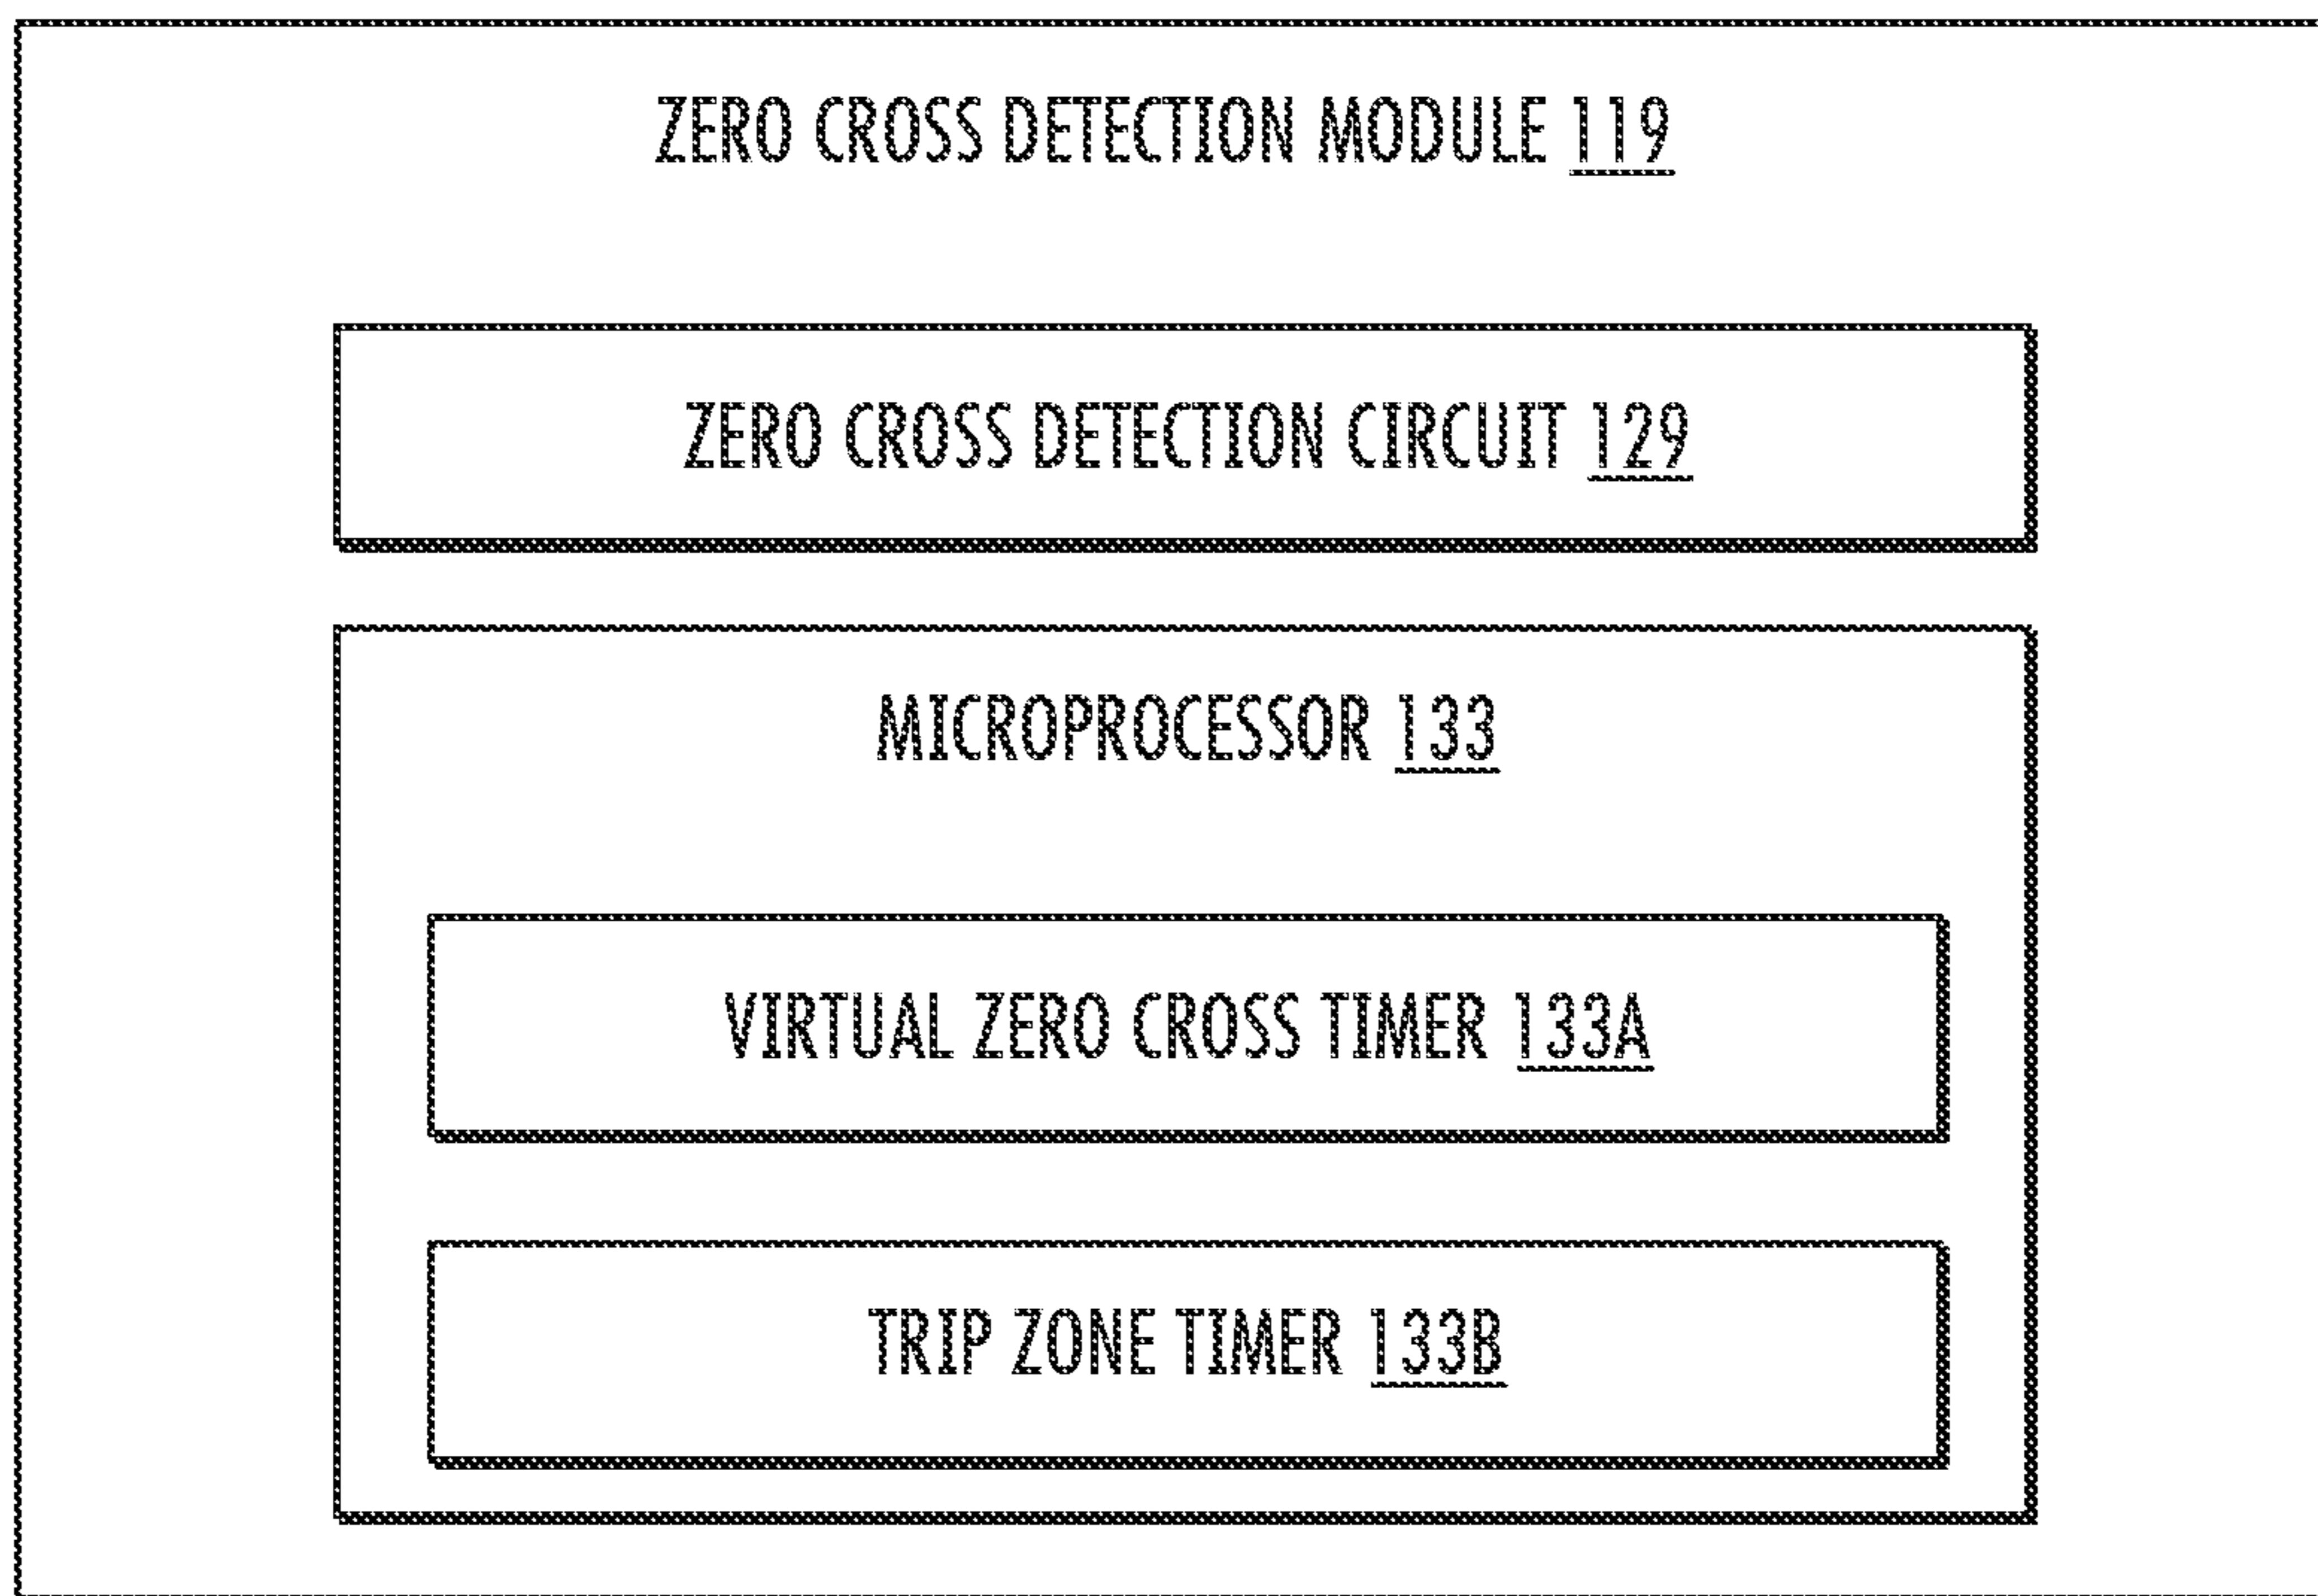 ZERO CROSS DETECTION MODULE 119
ZERO CROSS DETECTION CIRCUIT 129
MICROPROCESSOR 133
VIRTUAL ZERO CROSS TIMER 133A
TRIP ZONE TIMER 133B